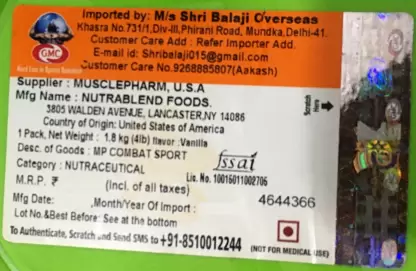 Imported by: M/s Shri Balaji Overseas
Khasra No.731/1,Div-III,Phirani Road, Mundka,Delhi-41.
Customer Care Add : Refer Importer Add.
E-mail id: Shribalaji015@gmail.com
Customer Care No.9268885807(Aakash)
GMC
Supplier : MUSCLEPHARM, U.S.A
Mfg Name : NUTRABLEND FOODS,
3805 WALDEN AVENUE, LANCASTER,NY 14086
Country of Origin: United States of America
1 Pack, Net Weight : 1.8 kg (4lb) flavor :Vanilla
Desc. of Goods : MP COMBAT SPORT
Category : NUTRACEUTICAL
fssai
Lic. No. 10016011002706
M.R.P. ₹ (Incl. of all taxes)
Mfg Date: ,Month/Year Of Import :
4644366
Lot No.&Best Before: See at the bottom
To Authenticate, Scratch and Send SMS to +91-8510012244
(NOT FOR MEDICAL USE)
Scratch
Here